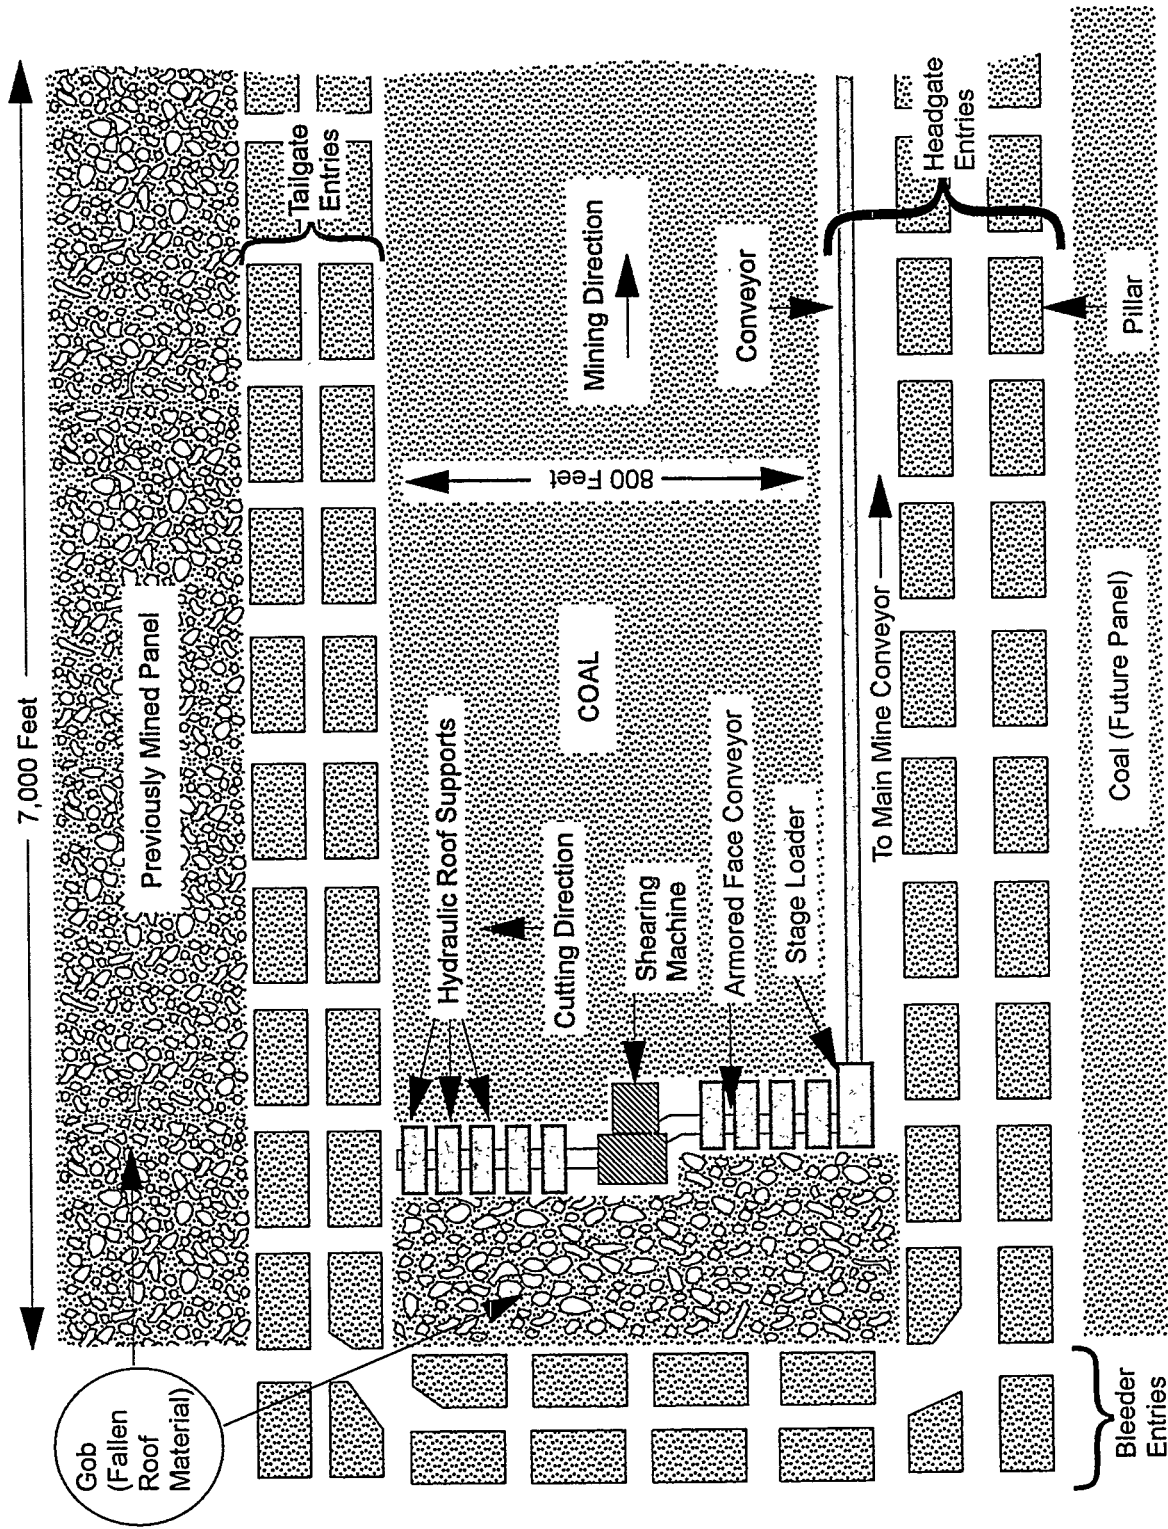 7,000 Feet
Previously Mined Panel
Tailgate
Entries
Gob
(Fallen
Roof
Material)
Hydraulic Roof Supports
Cutting Direction
COAL
800 Feet
Mining Direction
Shearing
Machine
Armored Face Conveyor
Stage Loader
Conveyor
To Main Mine Conveyor
Headgate
Entries
Pillar
Coal (Future Panel)
Bleeder
Entries